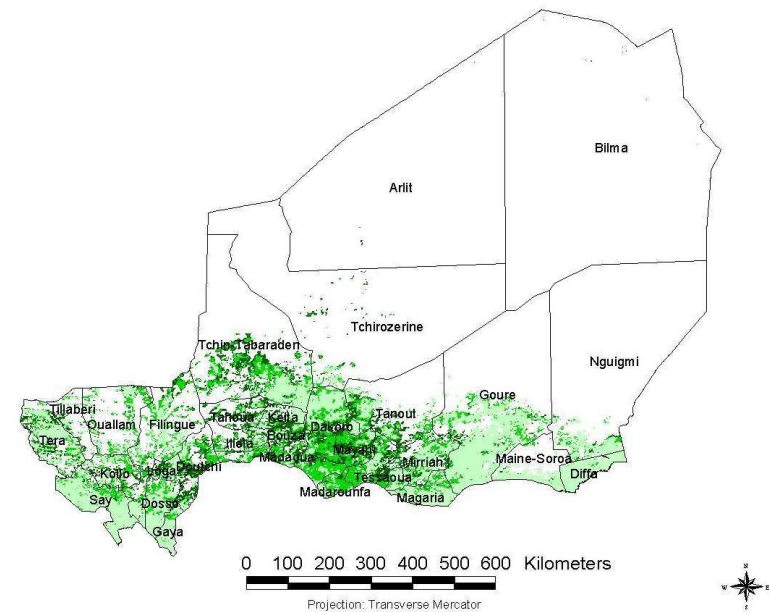 Bilma
Arlit
Tchirozerine
Tchin-Tabaraden
Nguigmi
Goure
Tillaberi
Ouallam
Filingue
Tahoua
Keita
Dakoro
Tanout
Tera
Illela
Bouza
Mayahi
Kollo
Loga
Doutchi
Madaoua
Mirriah
Maine-Soroa
Tessaoua
Diffa
Say
Dosso
Madarounfa
Magaria
Gaya
0 100 200 300 400 500 600 Kilometers
Projection: Transverse Mercator
N
W E
S